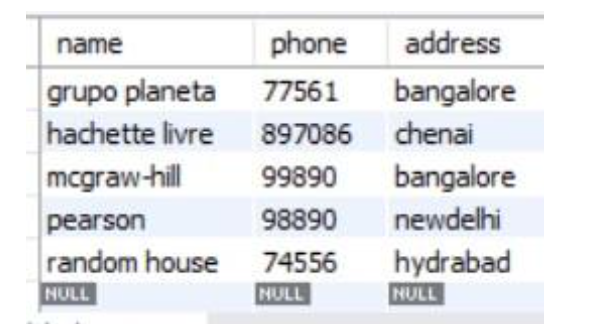 name phone address
grupo planeta 77561 bangalore
hachette livre 897086 chenai
mcgraw-hill 99890 bangalore
pearson 98890 newdelhi
random house 74556 hydrabad
NULL NULL NULL